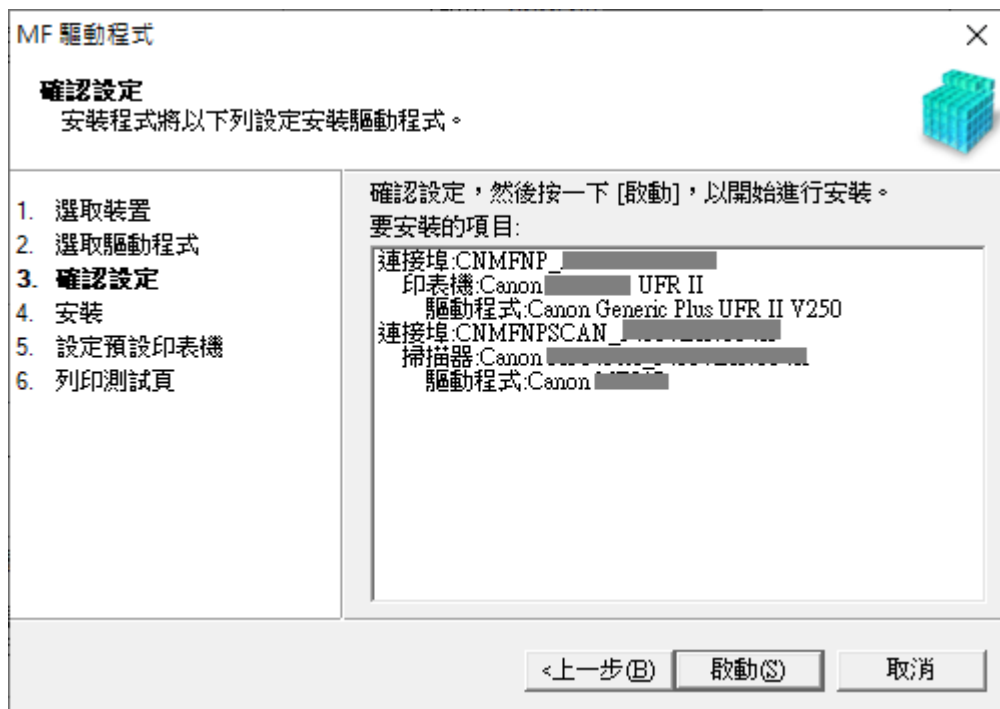 MF 驅動程式
確認設定
安裝程式將以下列設定安裝驅動程式。
1. 選取裝置
2. 選取驅動程式
3. 確認設定
4. 安裝
5. 設定預設印表機
6. 列印測試頁
確認設定，然後按一下 [啟動]，以開始進行安裝。
要安裝的項目:
連接埠:CNMFNP_
印表機:Canon UFR II
驅動程式:Canon Generic Plus UFR II V250
連接埠:CNMFNPSCAN_
掃描器:Canon
驅動程式:Canon
<上一步(B)
啟動(S)
取消